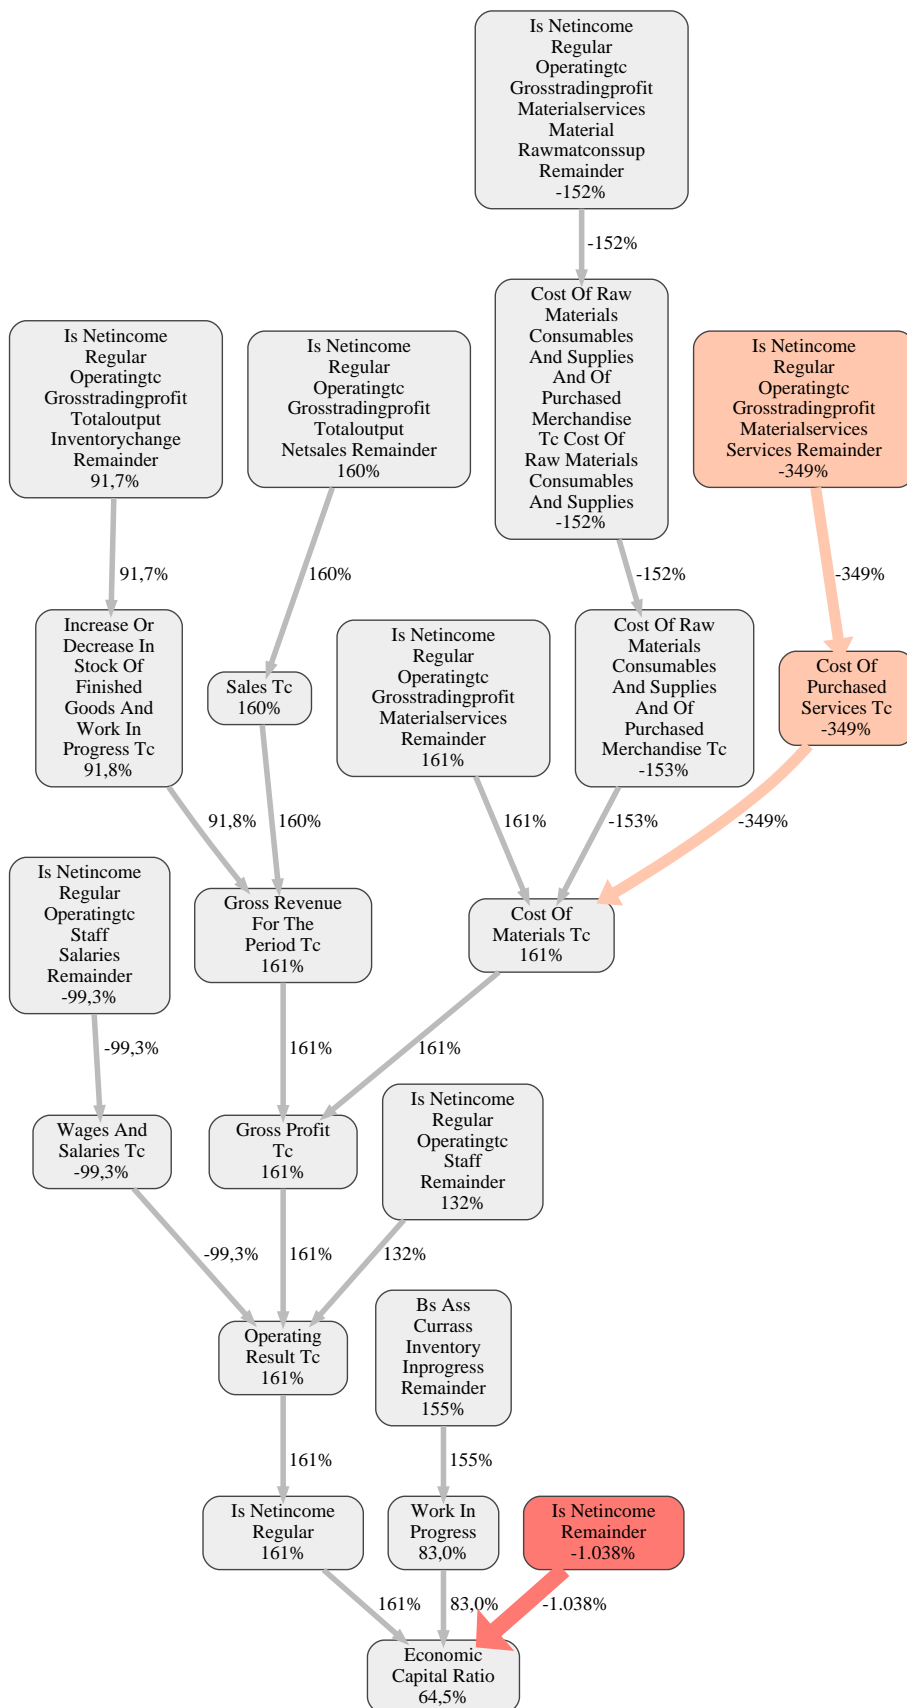 Is Netincome
Regular
Operatingtc
Grosstradingprofit
Materialservices
Material
Rawmatconssup
Remainder
-152%
-152%
Cost Of Raw
Materials
Consumables
And Supplies
And Of
Purchased
Merchandise
Tc Cost Of
Raw Materials
Consumables
And Supplies
-152%
Is Netincome
Regular
Operatingtc
Grosstradingprofit
Totaloutput
Inventorychange
Remainder
91,7%
Is Netincome
Regular
Operatingtc
Grosstradingprofit
Totaloutput
Netsales Remainder
160%
Is Netincome
Regular
Operatingtc
Grosstradingprofit
Materialservices
Services Remainder
-349%
91,7%
160%
-152%
-349%
Increase Or
Decrease In
Stock Of
Finished
Goods And
Work In
Progress Tc
91,8%
Sales Tc
160%
Is Netincome
Regular
Operatingtc
Grosstradingprofit
Materialservices
Remainder
161%
Cost Of Raw
Materials
Consumables
And Supplies
And Of
Purchased
Merchandise Tc
-153%
Cost Of
Purchased
Services Tc
-349%
91,8%
160%
161%
-153%
-349%
Is Netincome
Regular
Operatingtc
Staff
Salaries
Remainder
-99,3%
Gross Revenue
For The
Period Tc
161%
Cost Of
Materials Tc
161%
-99,3%
161%
161%
Wages And
Salaries Tc
-99,3%
Gross Profit
Tc
161%
Is Netincome
Regular
Operatingtc
Staff
Remainder
132%
-99,3%
161%
132%
Operating
Result Tc
161%
Bs Ass
Currass
Inventory
Inprogress
Remainder
155%
161%
155%
Is Netincome
Regular
161%
Work In
Progress
83,0%
Is Netincome
Remainder
-1.038%
161%
83,0%
-1.038%
Economic
Capital Ratio
64,5%